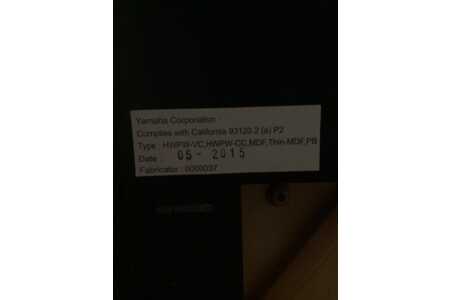 Yamaha Corporation
Complies with California 93120.2 (a) P2
Type : HWPW-VC,HWPW-CC,MDF,Thin-MDF,PB
Date : 05 - 2015
Fabricator : 0000037